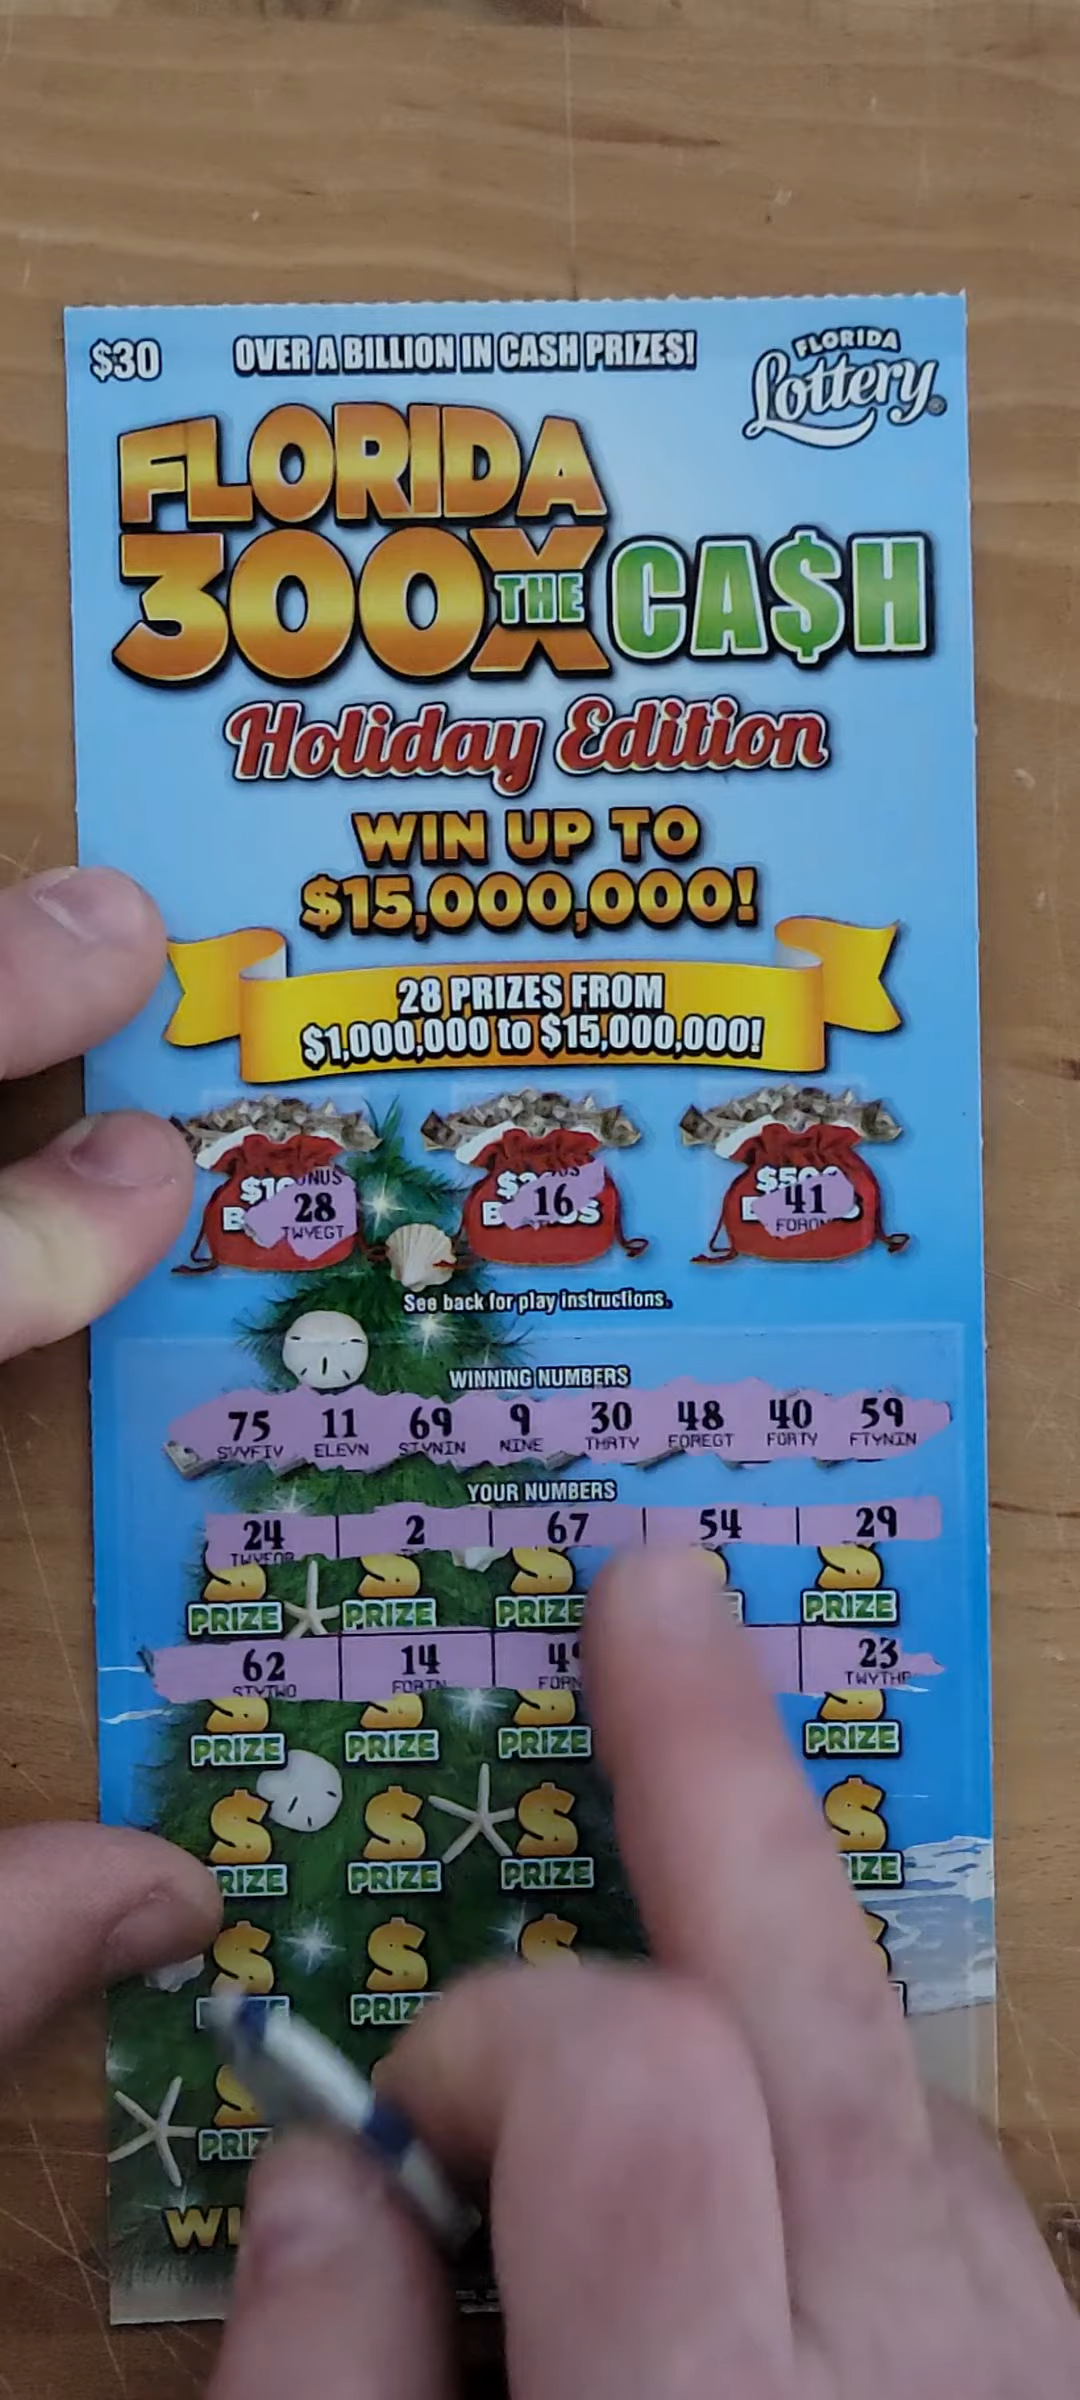 $30 OVER A BILLION IN CASH PRIZES! FLORIDA
Lottery
FLORIDA
300X THE CA$H
Holiday Edition
WIN UP TO
$15,000,000!
28 PRIZES FROM
$1,000,000 to $15,000,000!
28 16 $50 41
TWYEGT
See back for play instructions.
WINNING NUMBERS
75 11 69 9 30 48 40 59
SVYFIV ELEVN STYNIN NINE THRTY FOREGT FORTY FTYNIN
YOUR NUMBERS
24 2 67 54 29
TWYFOR
$ $ $ $ $
PRIZE PRIZE PRIZE PRIZE
62 14 23
STYTWO FORTN TWYTHR
$ $ $ $
PRIZE PRIZE PRIZE PRIZE
$ $ $ $
PRIZE PRIZE PRIZE
$ $ $
$